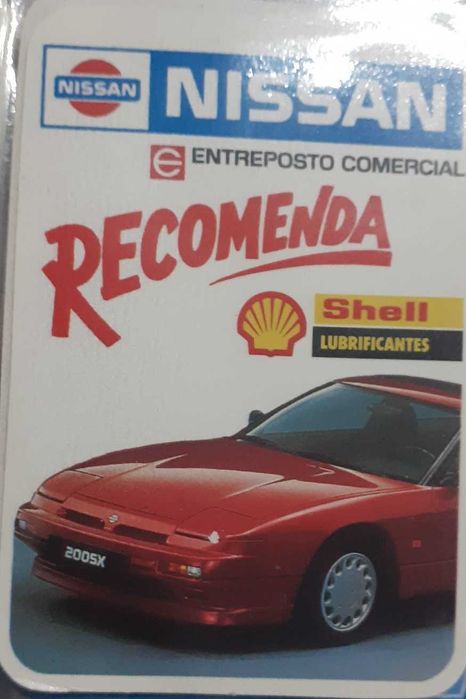 NISSAN NISSAN
e ENTREPOSTO COMERCIAL
RECOMENDA
Shell
LUBRIFICANTES
200SX